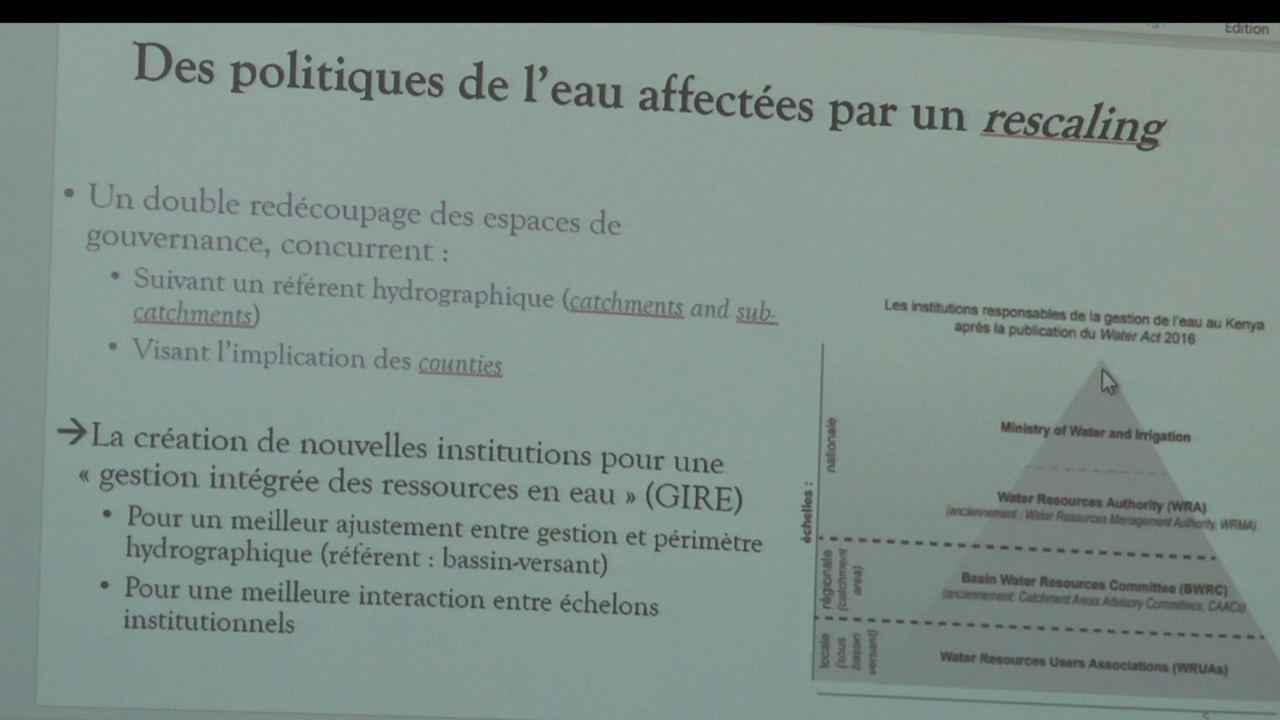 Edition
Des politiques de l'eau affectées par un rescaling
• Un double redécoupage des espaces de
gouvernance, concurrent :
• Suivant un référent hydrographique (catchments and sub-
catchments)
• Visant l'implication des counties
→La création de nouvelles institutions pour une
« gestion intégrée des ressources en eau » (GIRE)
• Pour un meilleur ajustement entre gestion et périmètre
hydrographique (référent : bassin-versant)
• Pour une meilleure interaction entre échelons
institutionnels
Les institutions responsables de la gestion de l'eau au Kenya
après la publication du Water Act 2016
échelles :
nationale
Ministry of Water and Irrigation
Water Resources Authority (WRA)
(anciennement : Water Resources Management Authority, WRMA)
régionale
(catchment
area)
Basin Water Resources Committee (BWRC)
(anciennement: Catchment Areas Advisory Committees, CAACs)
locale
(sous
bassin
versant)
Water Resources Users Associations (WRUAs)